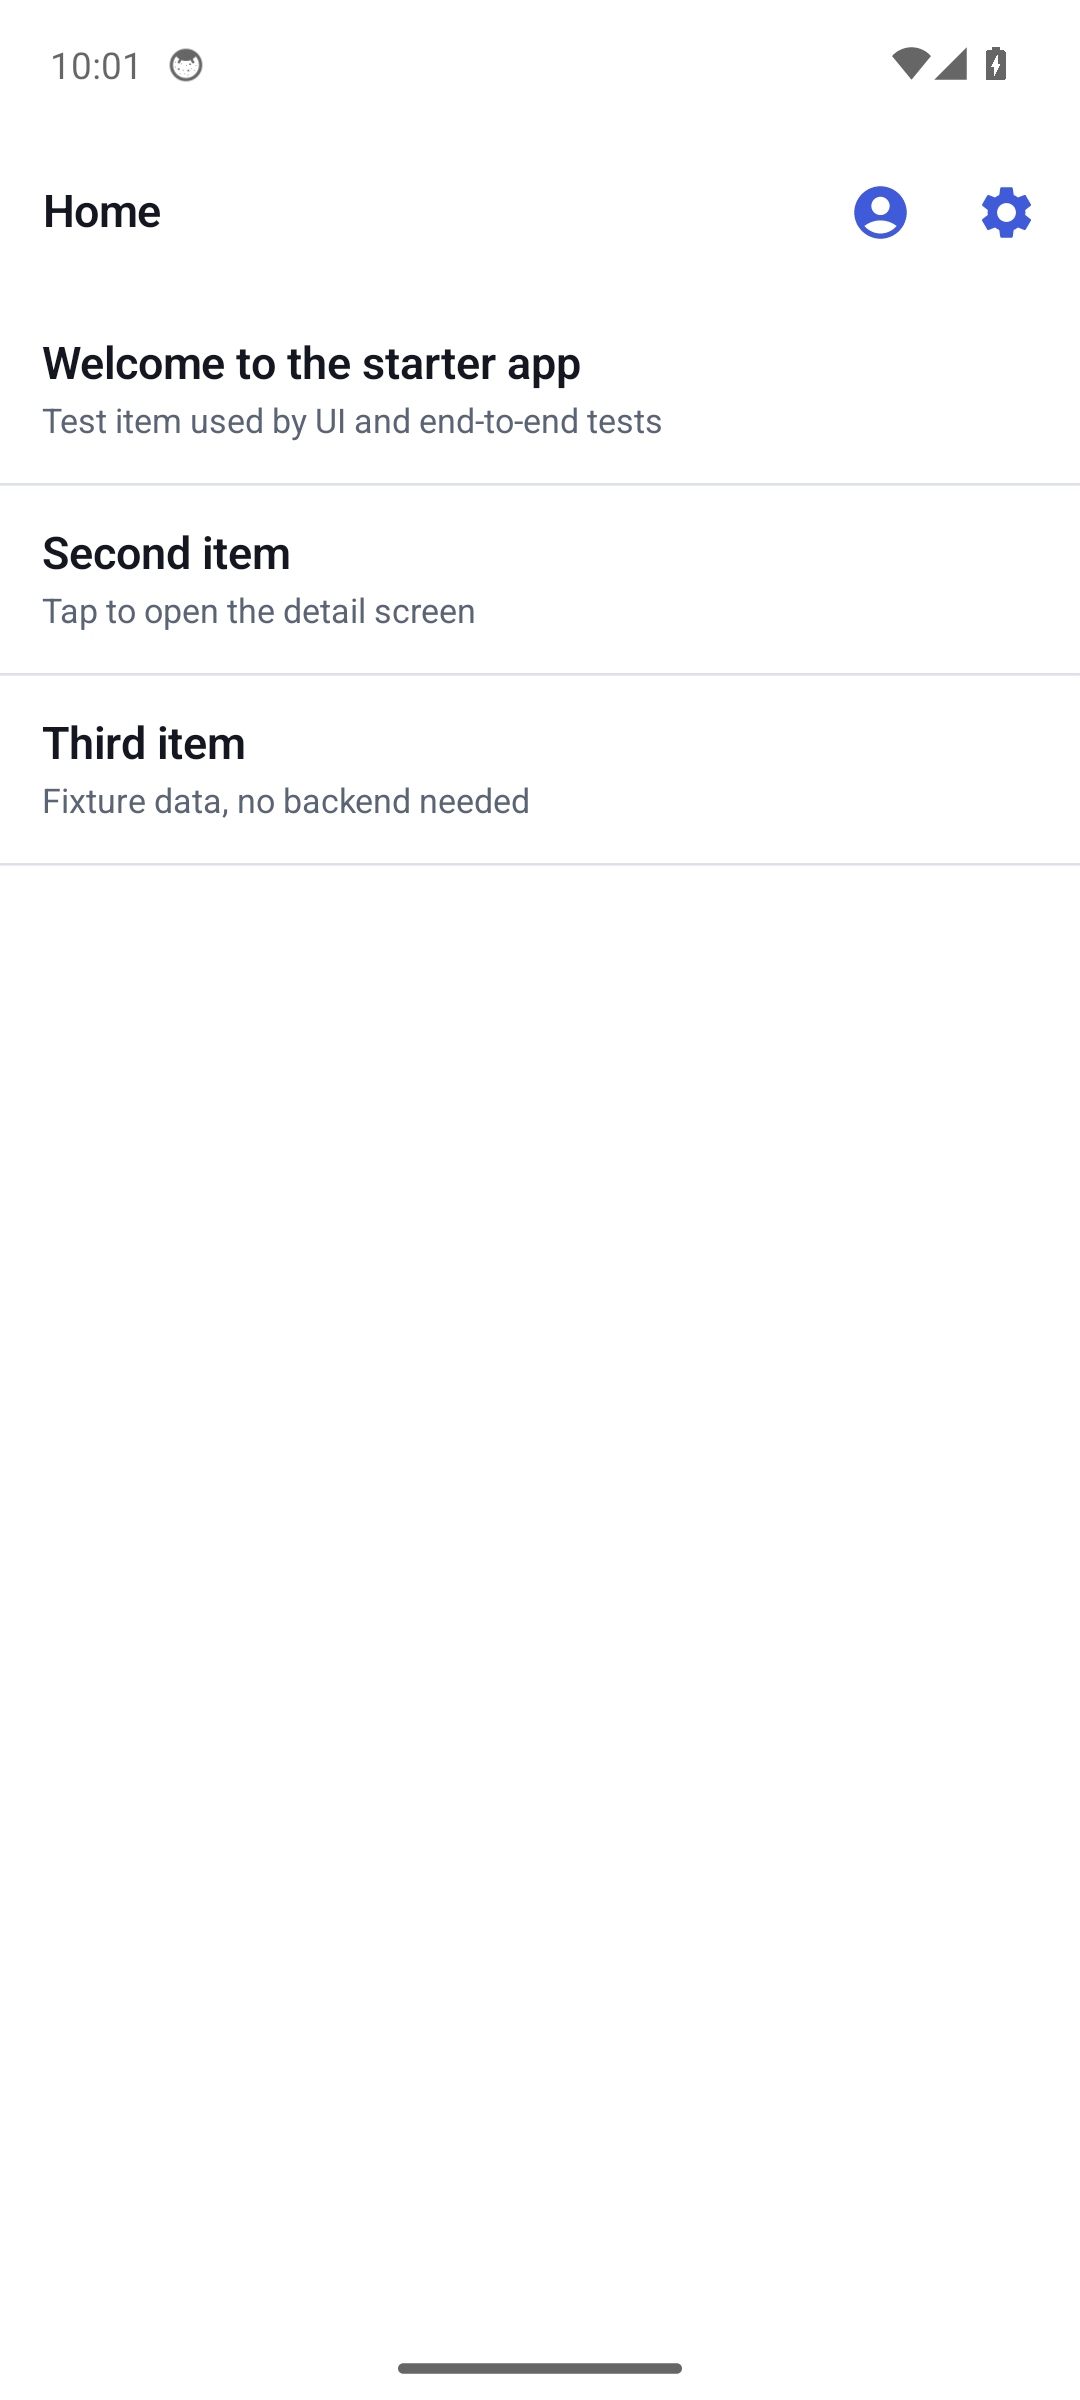 10:01
Home
Welcome to the starter app
Test item used by UI and end-to-end tests
Second item
Tap to open the detail screen
Third item
Fixture data, no backend needed